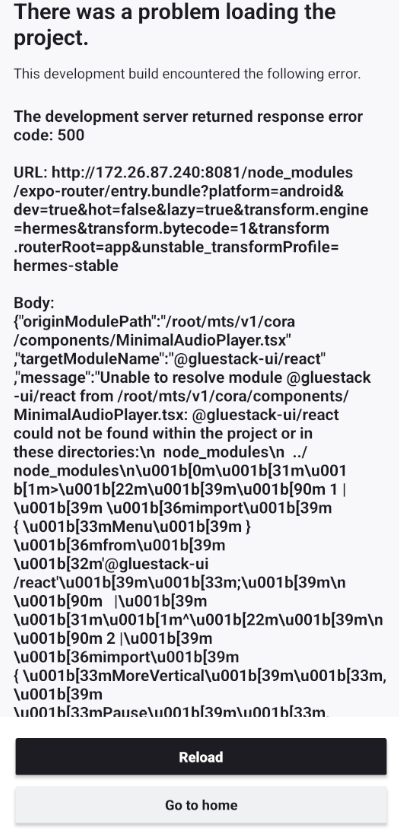 There was a problem loading the
project.
This development build encountered the following error.
The development server returned response error
code: 500
URL: http://172.26.87.240:8081/node_modules
/expo-router/entry.bundle?platform=android&
dev=true&hot=false&lazy=true&transform.engine
=hermes&transform.bytecode=1&transform
.routerRoot=app&unstable_transformProfile=
hermes-stable
Body:
{"originModulePath":"/root/mts/v1/cora
/components/MinimalAudioPlayer.tsx"
,"targetModuleName":"@gluestack-ui/react"
,"message":"Unable to resolve module @gluestack
-ui/react from /root/mts/v1/cora/components/
MinimalAudioPlayer.tsx: @gluestack-ui/react
could not be found within the project or in
these directories:\n  node_modules\n  ../
node_modules\n\u001b[0m\u001b[31m\u001
b[1m>\u001b[22m\u001b[39m\u001b[90m 1 |
\u001b[39m \u001b[36mimport\u001b[39m
{ \u001b[33mMenu\u001b[39m }
\u001b[36mfrom\u001b[39m
\u001b[32m'@gluestack-ui
/react'\u001b[39m\u001b[33m;\u001b[39m\n
\u001b[90m   |\u001b[39m
\u001b[31m\u001b[1m^\u001b[22m\u001b[39m\n
\u001b[90m 2 |\u001b[39m
\u001b[36mimport\u001b[39m
{ \u001b[33mMoreVertical\u001b[39m\u001b[33m,
\u001b[39m
\u001b[33mPause\u001b[39m\u001b[33m,
Reload
Go to home